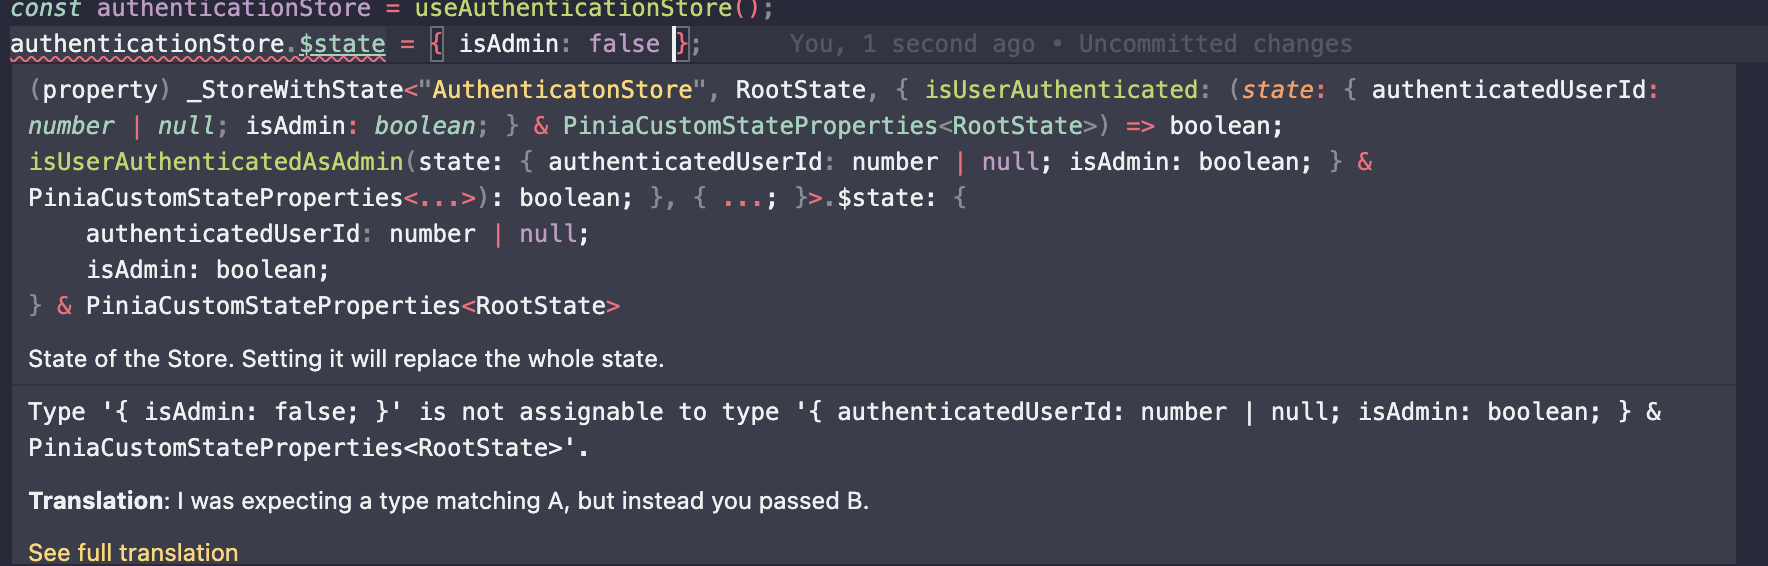 const authenticationStore = useAuthenticationStore();
authenticationStore.$state = { isAdmin: false };     You, 1 second ago • Uncommitted changes
(property) _StoreWithState<"AuthenticatonStore", RootState, { isUserAuthenticated: (state: { authenticatedUserId:
number | null; isAdmin: boolean; } & PiniaCustomStateProperties<RootState>) => boolean;
isUserAuthenticatedAsAdmin(state: { authenticatedUserId: number | null; isAdmin: boolean; } &
PiniaCustomStateProperties<...>): boolean; }, { ...; }>.$state: {
    authenticatedUserId: number | null;
    isAdmin: boolean;
} & PiniaCustomStateProperties<RootState>
State of the Store. Setting it will replace the whole state.
Type '{ isAdmin: false; }' is not assignable to type '{ authenticatedUserId: number | null; isAdmin: boolean; } &
PiniaCustomStateProperties<RootState>'.
Translation: I was expecting a type matching A, but instead you passed B.
See full translation